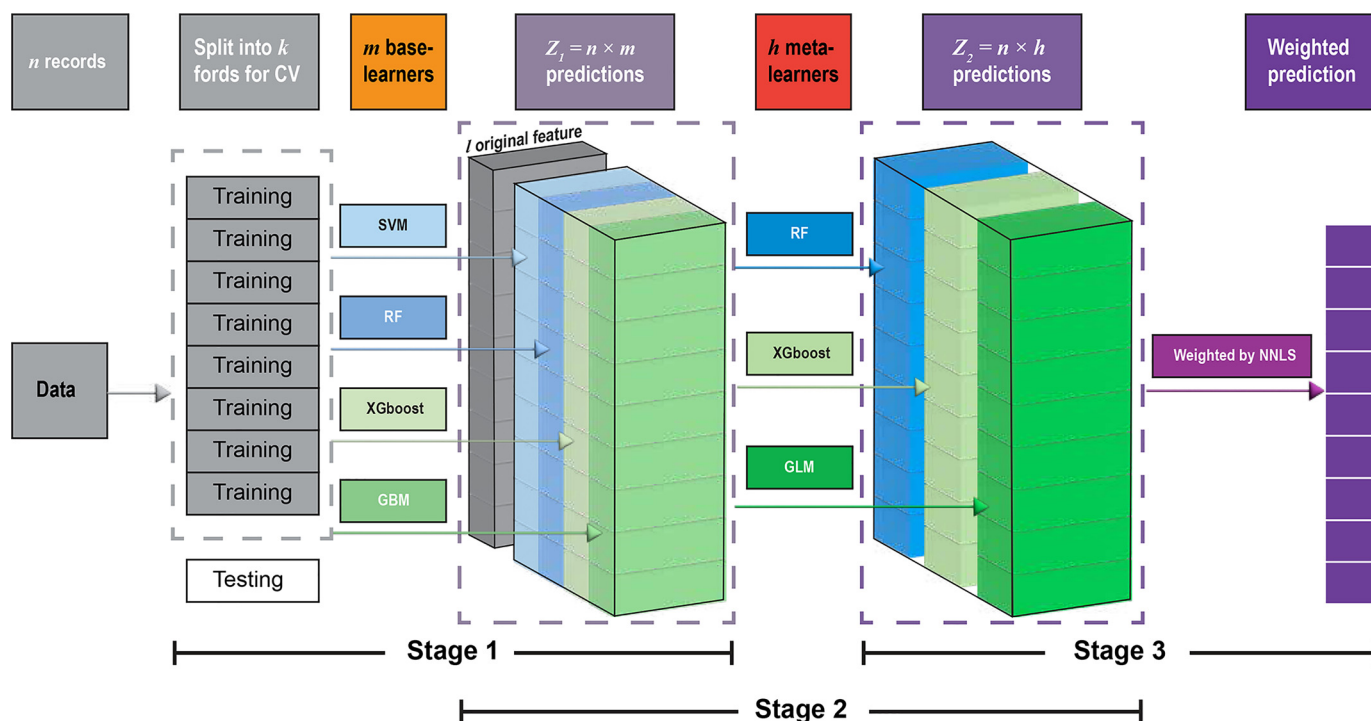 n records
Split into k
fords for CV
m base-
learners
Z1 = n × m
predictions
h meta-
learners
Z2 = n × h
predictions
Weighted
prediction
l original feature
Training
Training
Training
Training
Training
Training
Training
Training
Testing
Data
SVM
RF
XGboost
GBM
RF
XGboost
GLM
Weighted by NNLS
Stage 1
Stage 3
Stage 2